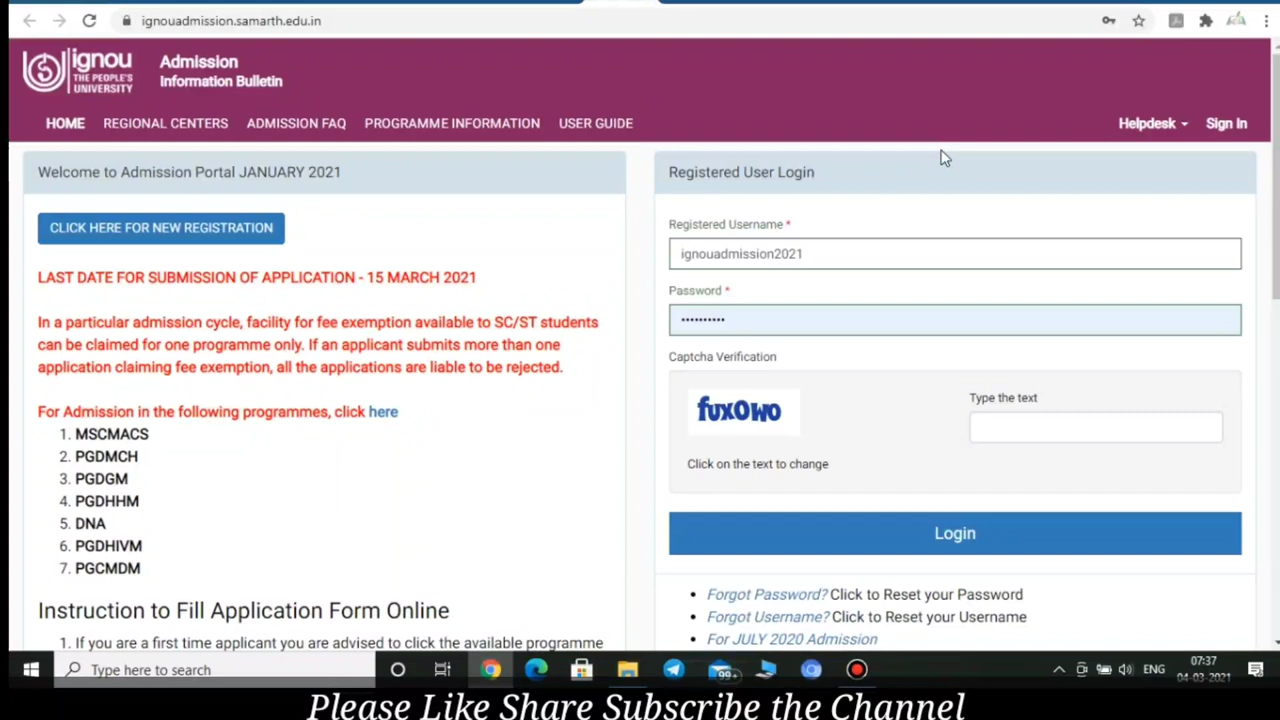 ignouadmission.samarth.edu.in
ignou
THE PEOPLE'S
UNIVERSITY
Admission
Information Bulletin
HOME REGIONAL CENTERS ADMISSION FAQ PROGRAMME INFORMATION USER GUIDE Helpdesk Sign In
Welcome to Admission Portal JANUARY 2021
CLICK HERE FOR NEW REGISTRATION
LAST DATE FOR SUBMISSION OF APPLICATION - 15 MARCH 2021
In a particular admission cycle, facility for fee exemption available to SC/ST students
can be claimed for one programme only. If an applicant submits more than one
application claiming fee exemption, all the applications are liable to be rejected.
For Admission in the following programmes, click here
1. MSCMACS
2. PGDMCH
3. PGDGM
4. PGDHHM
5. DNA
6. PGDHIVM
7. PGCMDM
Instruction to Fill Application Form Online
1. If you are a first time applicant you are advised to click the available programme
Registered User Login
Registered Username *
ignouadmission2021
Password *
••••••••••
Captcha Verification
fuxowo
Type the text
Click on the text to change
Login
• Forgot Password? Click to Reset your Password
• Forgot Username? Click to Reset your Username
• For JULY 2020 Admission
Type here to search
99+
ENG
07:37
04-03-2021
Please Like Share Subscribe the Channel